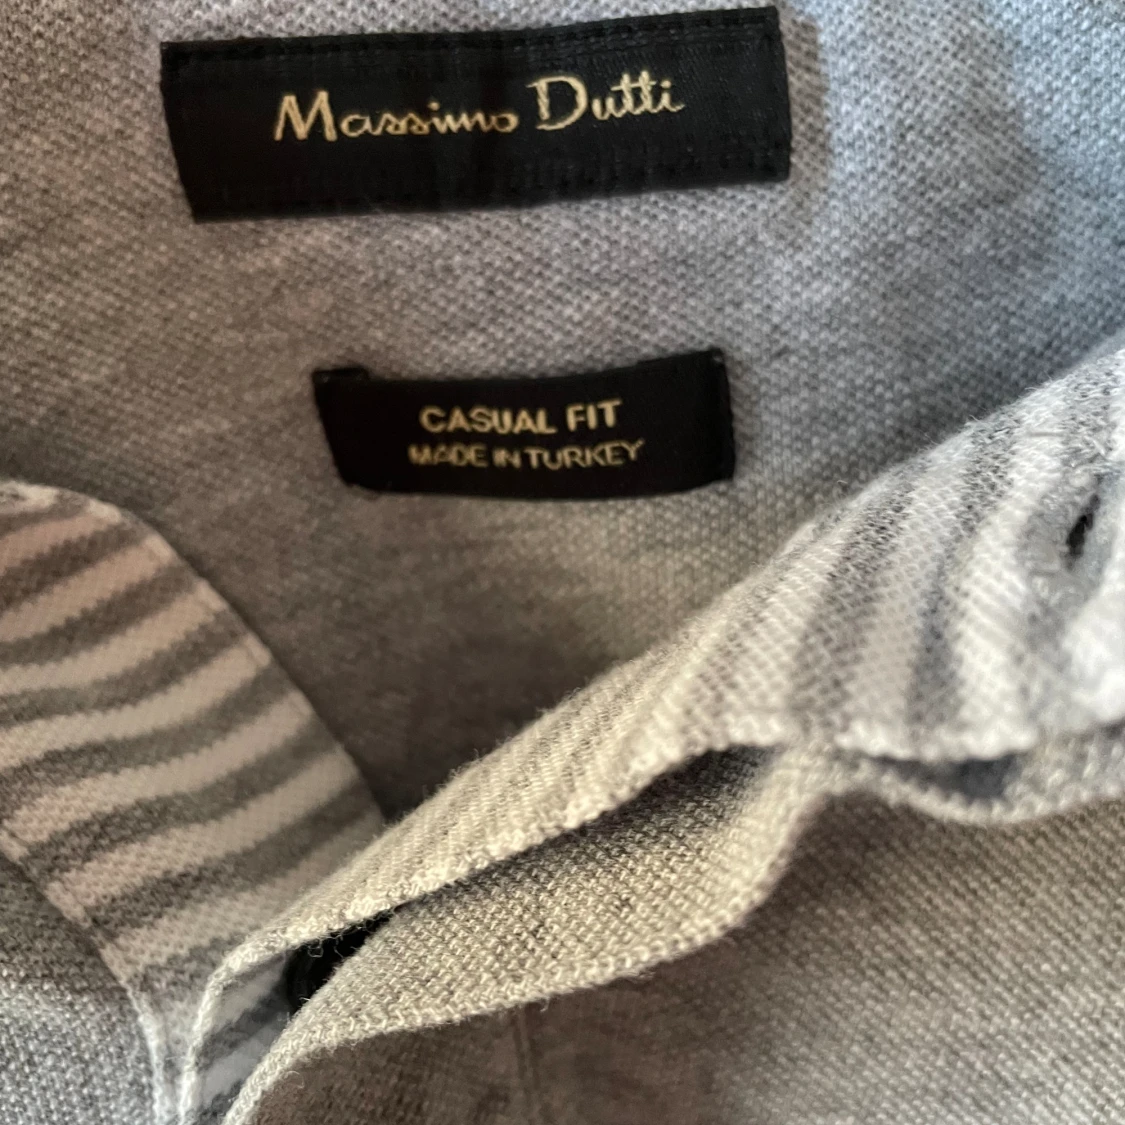 Massimo Dutti
CASUAL FIT
MADE IN TURKEY